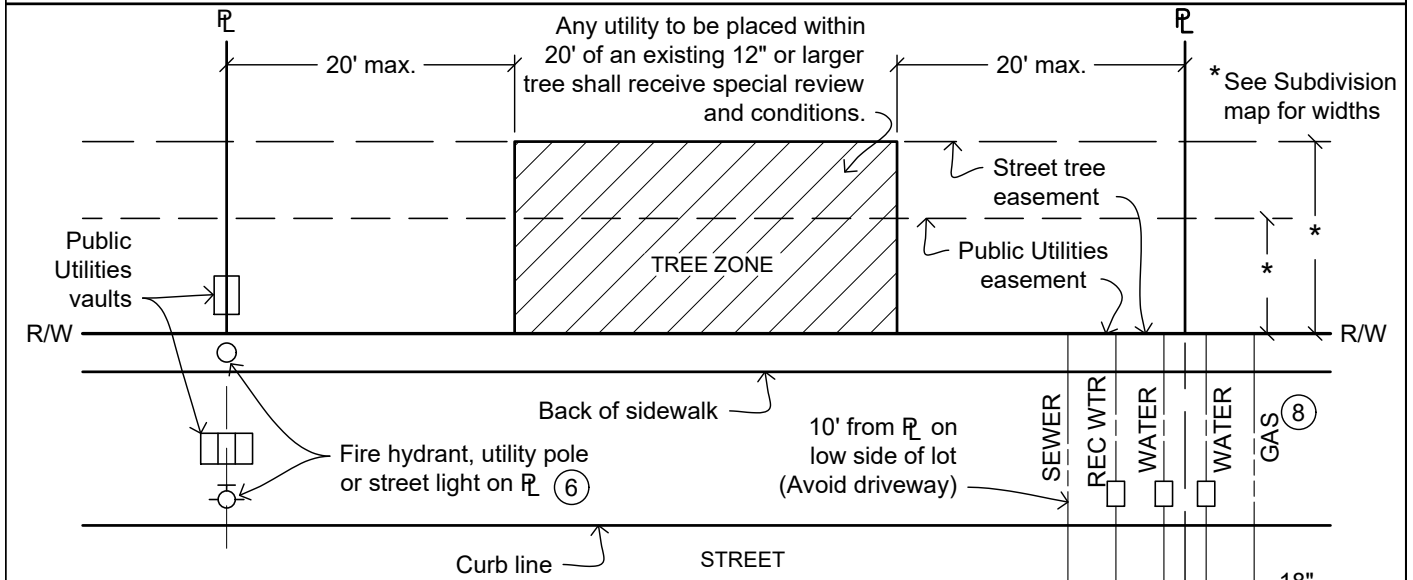 ℄
℄
Any utility to be placed within
20' of an existing 12" or larger
tree shall receive special review
and conditions.
20' max.
20' max.
*See Subdivision
map for widths
Street tree
easement
Public Utilities
easement
*
*
TREE ZONE
Public
Utilities
vaults
R/W
R/W
Back of sidewalk
Fire hydrant, utility pole
or street light on ℄ 6
10' from ℄ on
low side of lot
(Avoid driveway)
SEWER
REC WTR
WATER
WATER
GAS
8
Curb line
STREET
18"